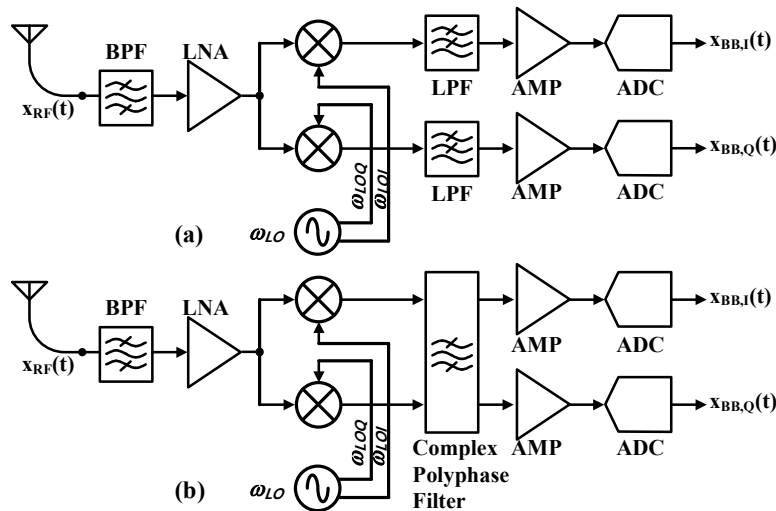 BPF LNA
x_RF(t)
LPF AMP ADC
x_BB,I(t)
LPF AMP ADC
x_BB,Q(t)
ω_LOQ
ω_LOI
ω_LO
(a)
BPF LNA
x_RF(t)
AMP ADC
x_BB,I(t)
Complex
Polyphase
Filter
AMP ADC
x_BB,Q(t)
ω_LOQ
ω_LOI
ω_LO
(b)